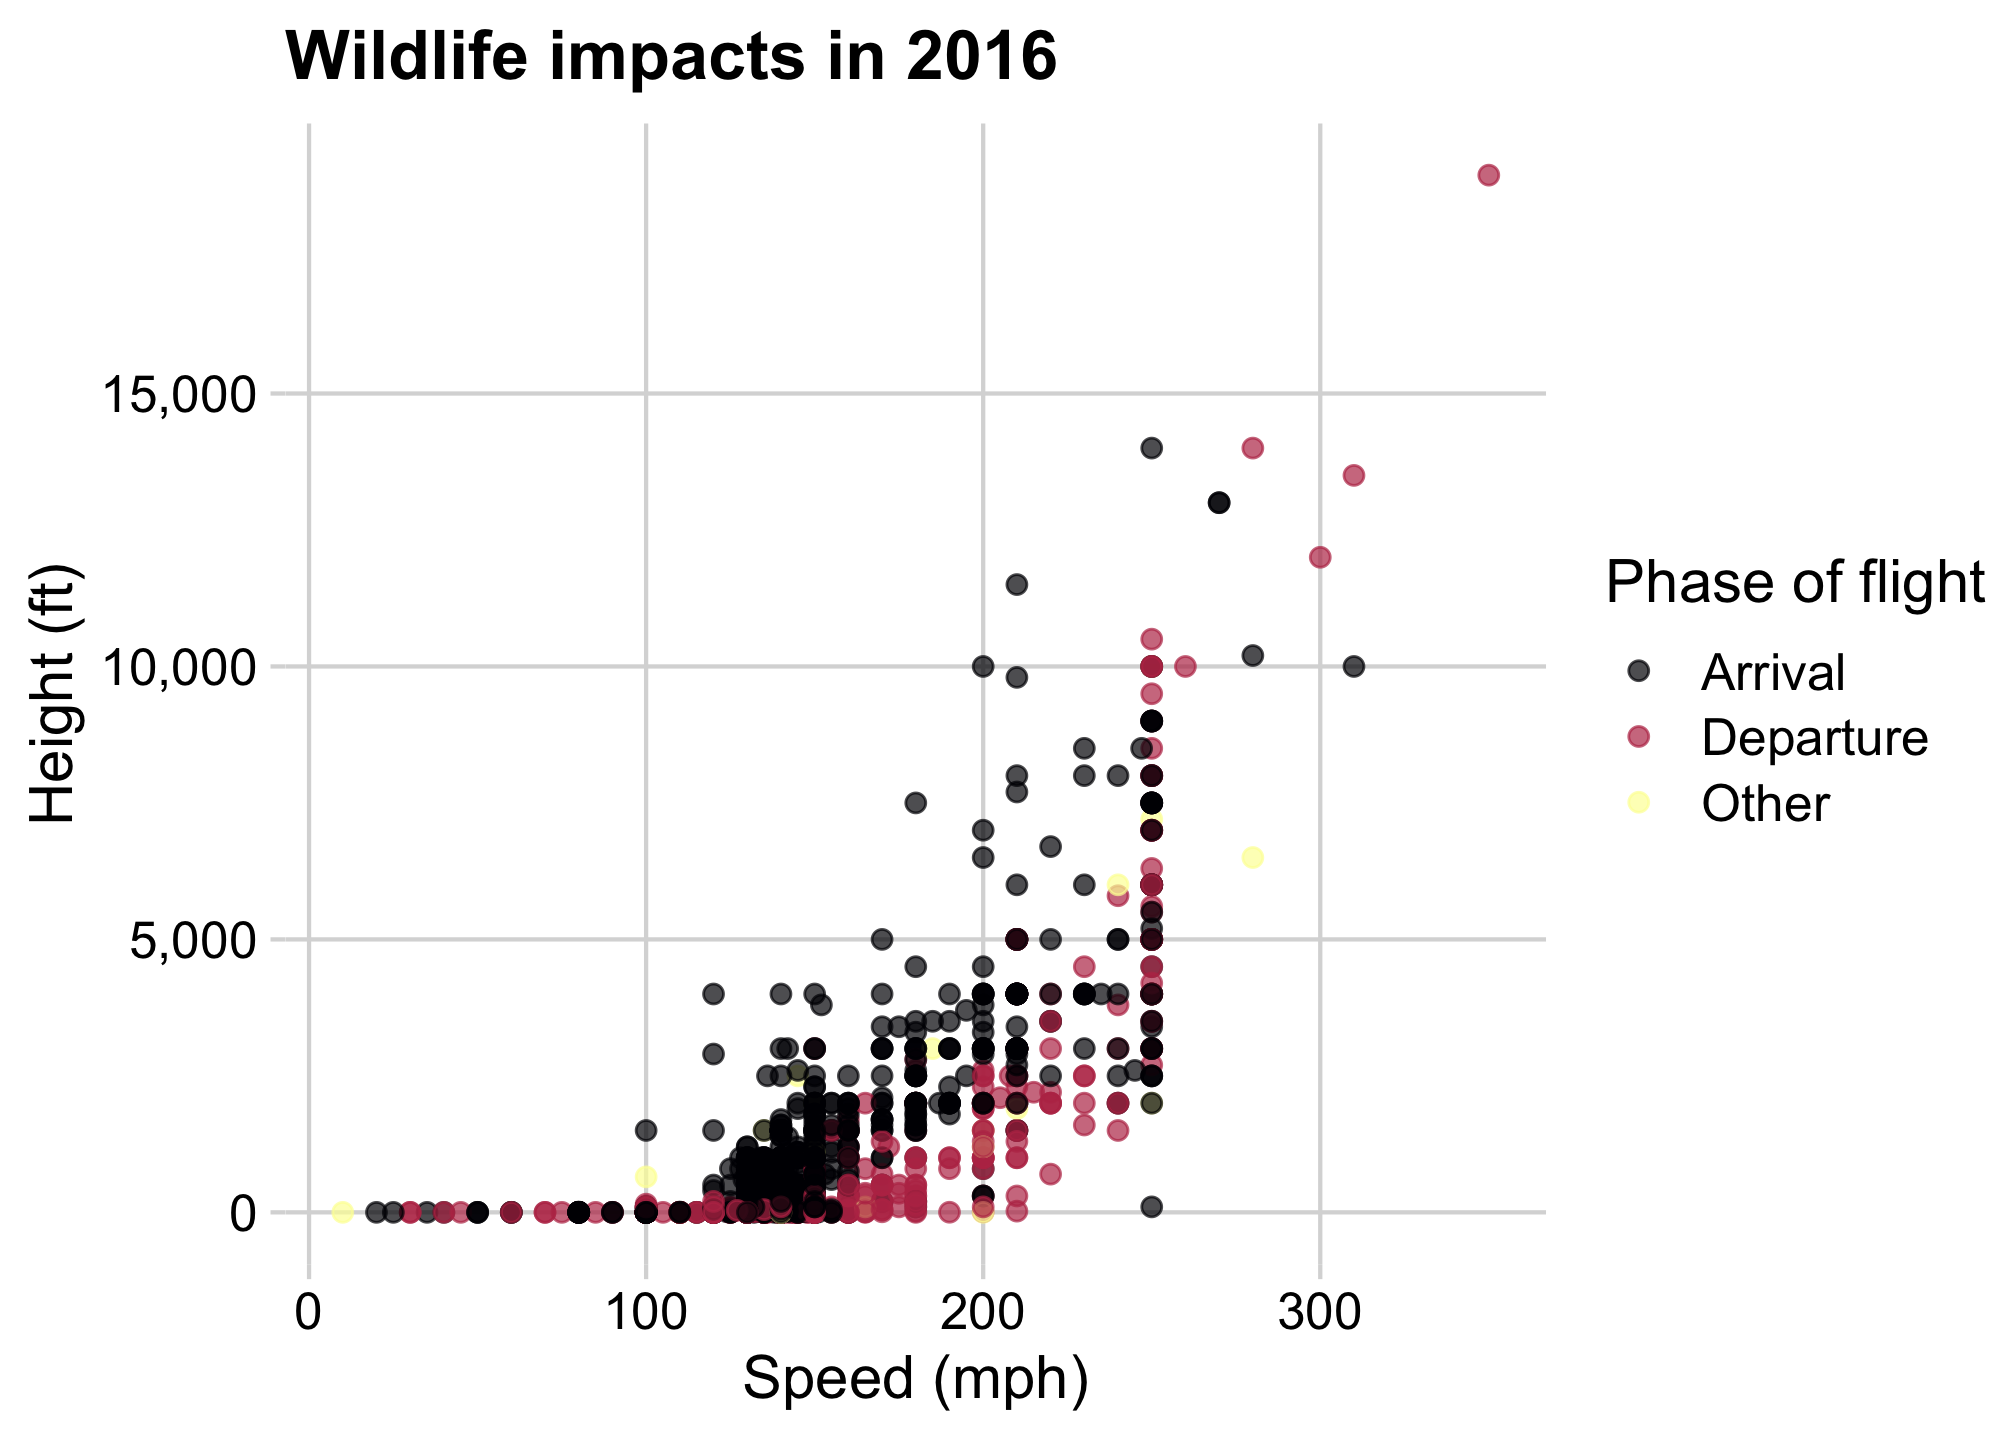 Wildlife impacts in 2016
15,000
10,000
5,000
0
Height (ft)
0 100 200 300
Speed (mph)
Phase of flight
Arrival
Departure
Other